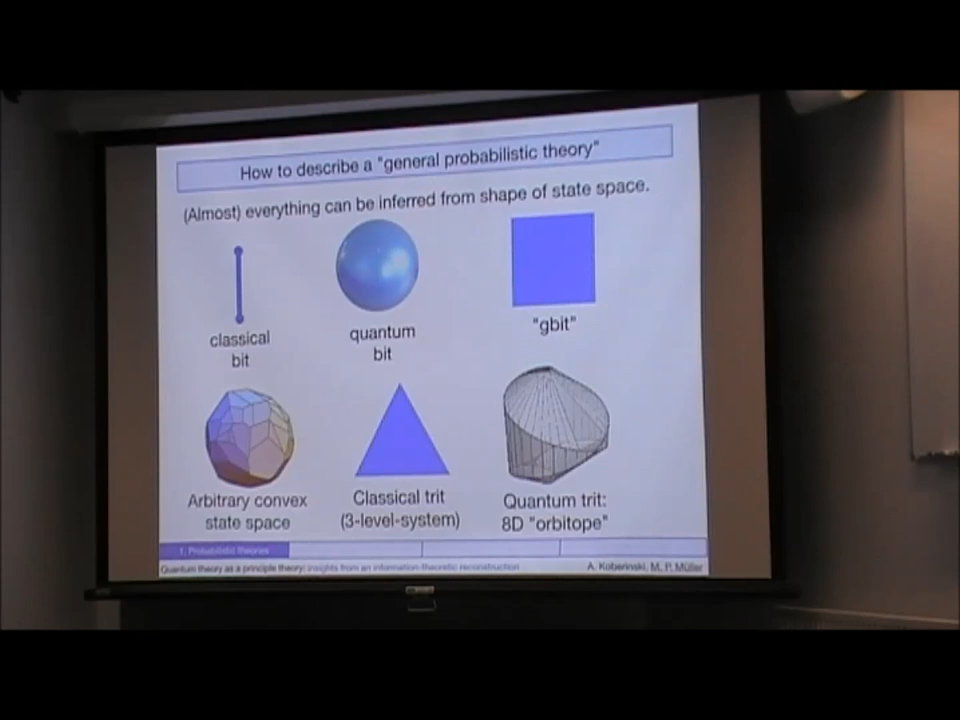 How to describe a "general probabilistic theory"
(Almost) everything can be inferred from shape of state space.
classical
bit
quantum
bit
"gbit"
Arbitrary convex
state space
Classical trit
(3-level-system)
Quantum trit:
8D "orbitope"
1. Probabilistic theories
Quantum theory as a principle theory: insights from an information-theoretic reconstruction
A. Koberinski, M. P. Müller